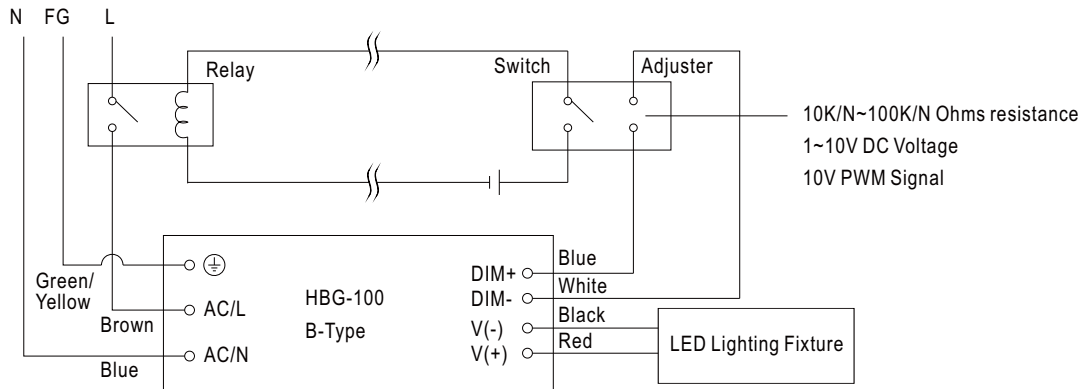 N FG L
Relay
Switch
Adjuster
10K/N~100K/N Ohms resistance
1~10V DC Voltage
10V PWM Signal
Green/
Yellow
Brown
Blue
AC/L
AC/N
HBG-100
B-Type
DIM+
DIM-
V(-)
V(+)
Blue
White
Black
Red
LED Lighting Fixture